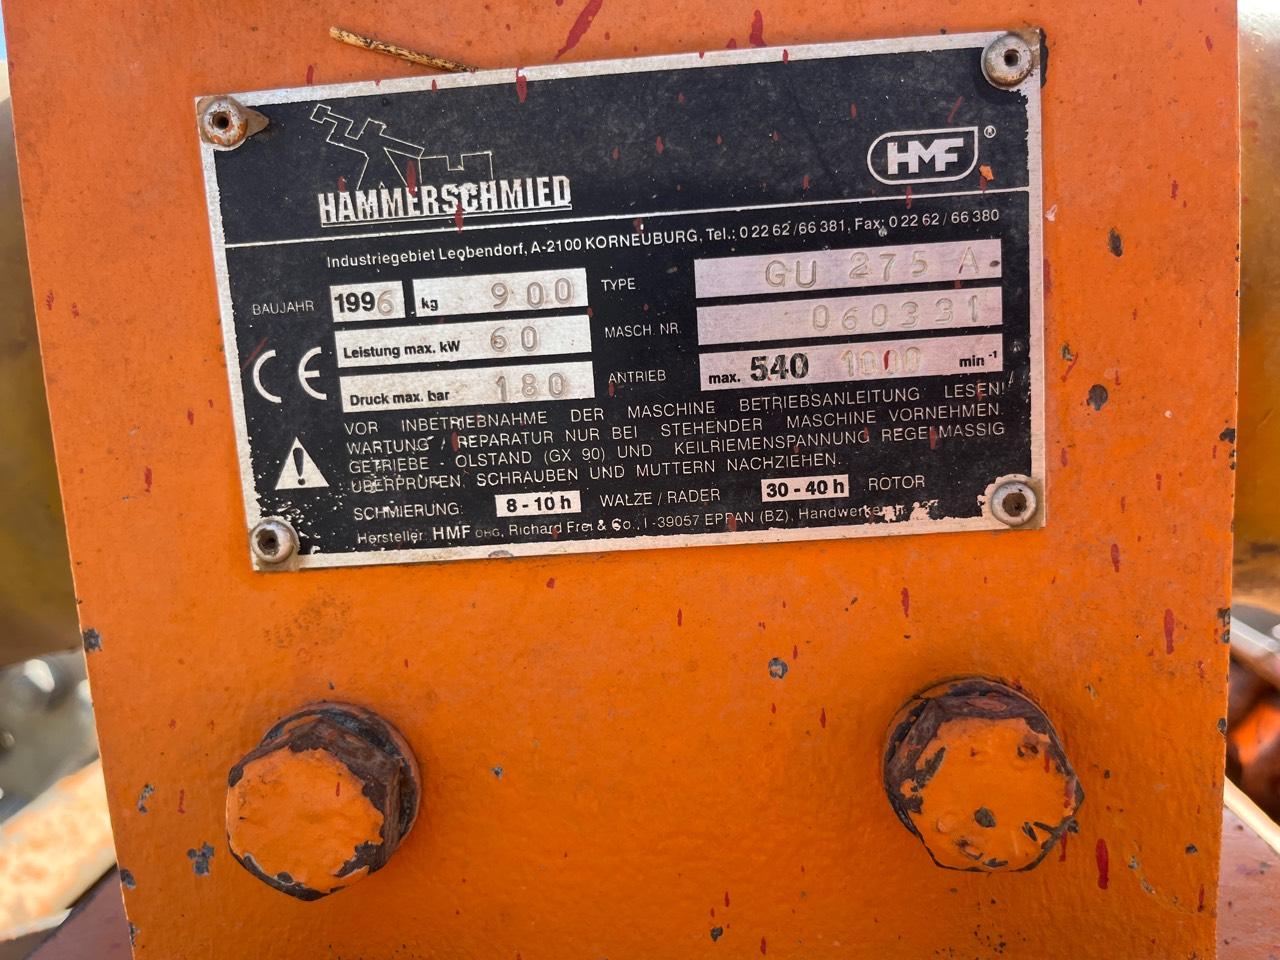 HAMMERSCHMIED
HMF ®
Industriegebiet Leobendorf, A-2100 KORNEUBURG, Tel.: 0 22 62 / 66 381, Fax: 0 22 62 / 66 380
BAUJAHR 1996 kg 900 TYPE GU 275 A
Leistung max. kW 60 MASCH. NR. 060331
Druck max. bar 180 ANTRIEB max. 540 1000 min⁻¹
CE
VOR INBETRIEBNAHME DER MASCHINE BETRIEBSANLEITUNG LESEN!
WARTUNG / REPARATUR NUR BEI STEHENDER MASCHINE VORNEHMEN.
GETRIEBE - OLSTAND (GX 90) UND KEILRIEMENSPANNUNG REGELMASSIG
UBERPRUFEN, SCHRAUBEN UND MUTTERN NACHZIEHEN.
SCHMIERUNG: 8 - 10 h WALZE / RADER 30 - 40 h ROTOR
Hersteller: HMF OHG, Richard Frei & Co., I - 39057 EPPAN (BZ),